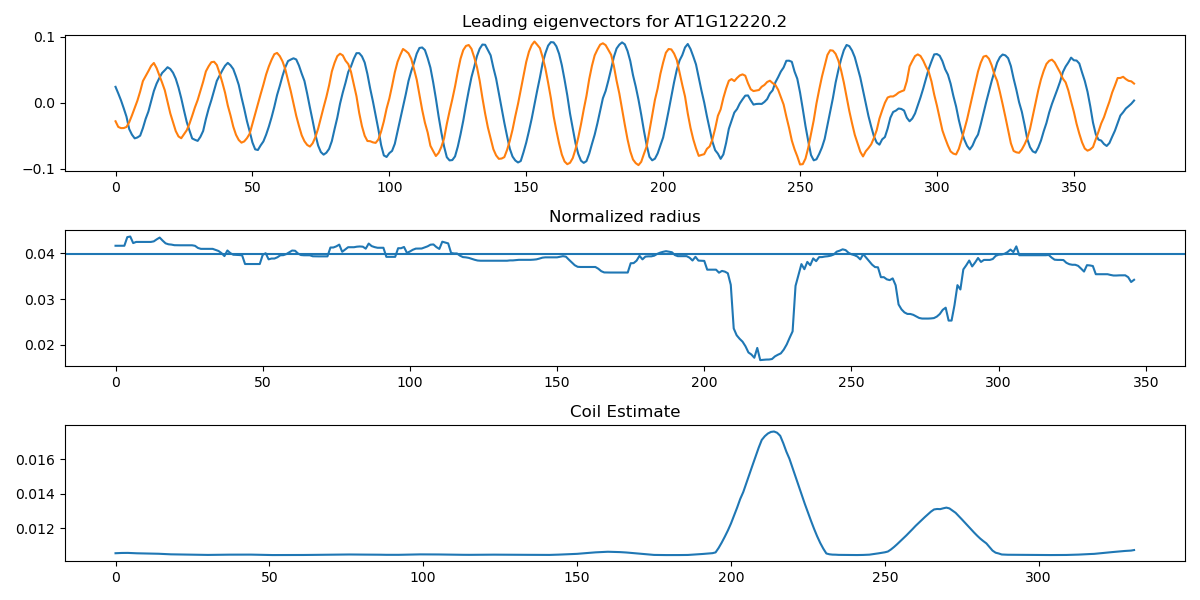 Leading eigenvectors for AT1G12220.2
0.1
0.0
−0.1
0 50 100 150 200 250 300 350
Normalized radius
0.04
0.03
0.02
0 50 100 150 200 250 300 350
Coil Estimate
0.016
0.014
0.012
0 50 100 150 200 250 300